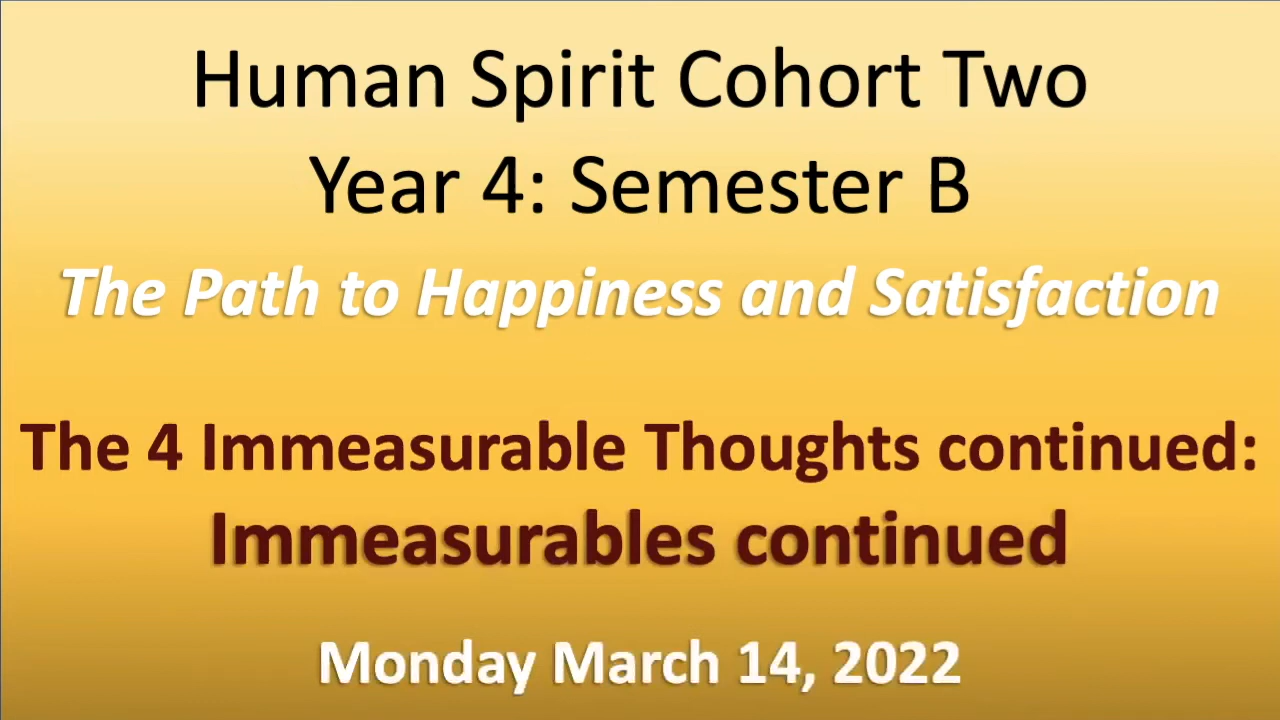 Human Spirit Cohort Two
Year 4: Semester B
The Path to Happiness and Satisfaction
The 4 Immeasurable Thoughts continued:
Immeasurables continued
Monday March 14, 2022